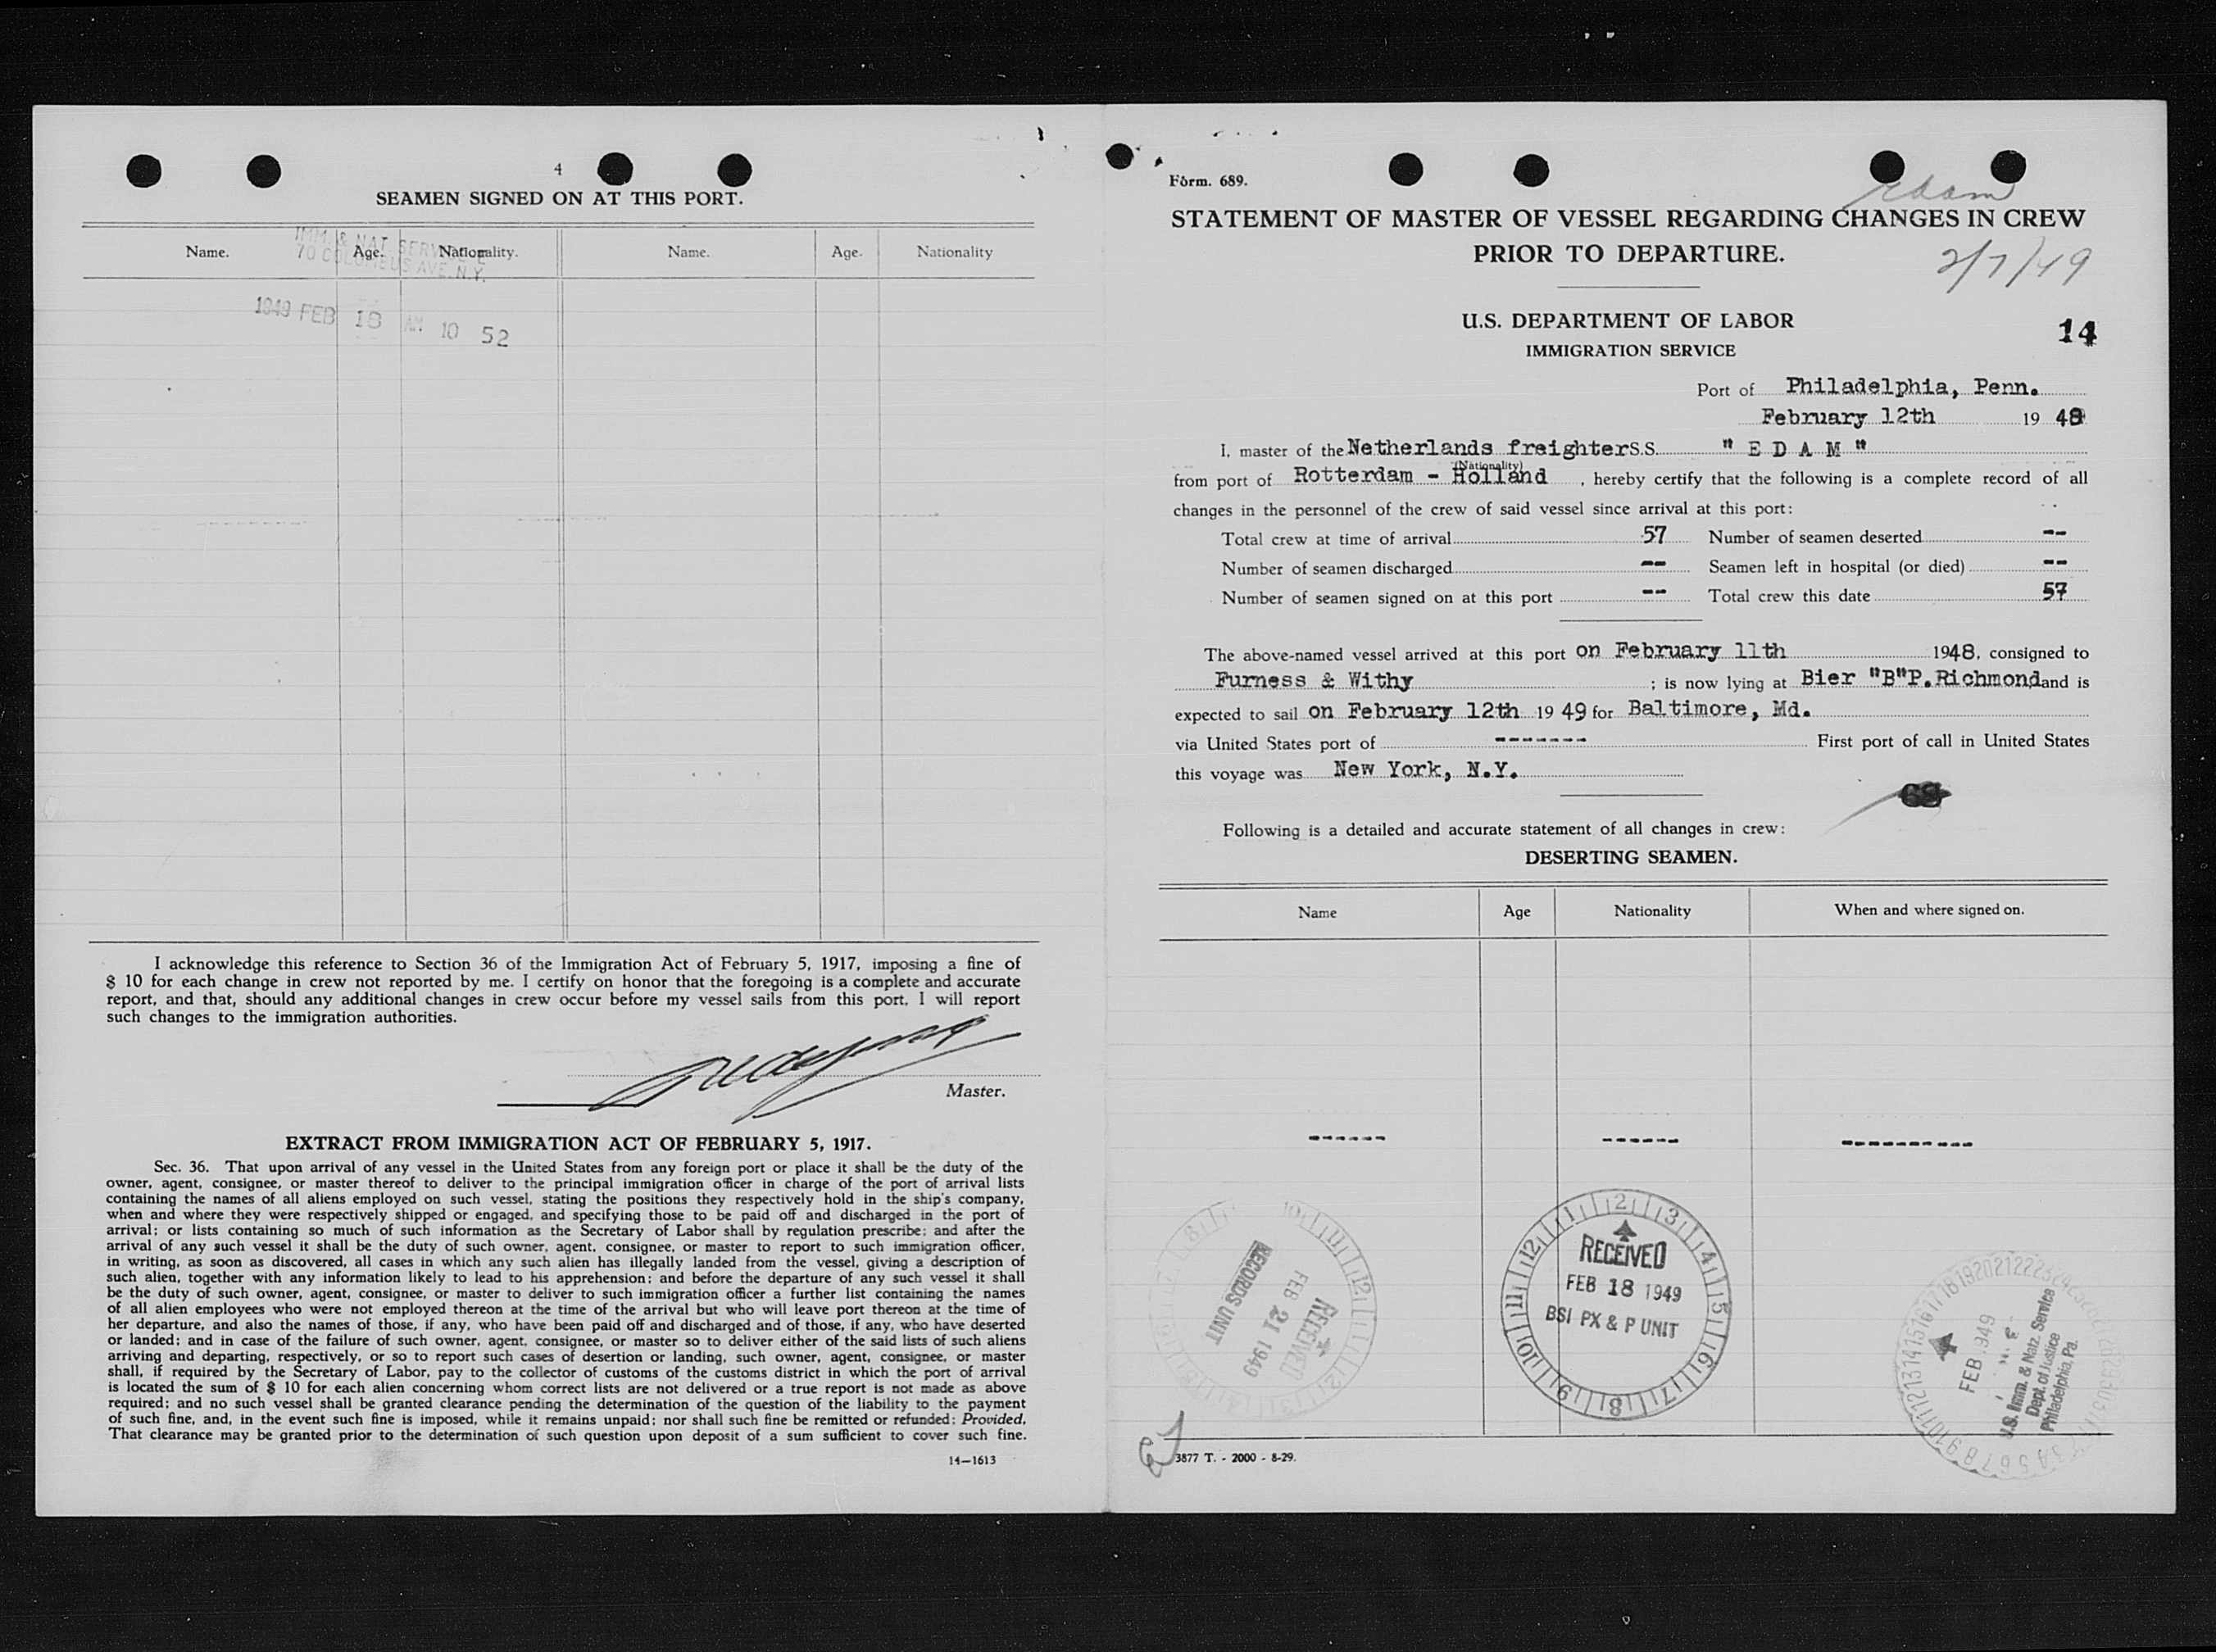 4
SEAMEN SIGNED ON AT THIS PORT.
Name. Age. Nationality. Name. Age. Nationality
IMM. & NAT. SERVICE
70 COLUMBUS AVE. N.Y.
1949 FEB 18 AM 10 52
I acknowledge this reference to Section 36 of the Immigration Act of February 5, 1917, imposing a fine of
$ 10 for each change in crew not reported by me. I certify on honor that the foregoing is a complete and accurate
report, and that, should any additional changes in crew occur before my vessel sails from this port, I will report
such changes to the immigration authorities.
Master.
EXTRACT FROM IMMIGRATION ACT OF FEBRUARY 5, 1917.
Sec. 36. That upon arrival of any vessel in the United States from any foreign port or place it shall be the duty of the
owner, agent, consignee, or master thereof to deliver to the principal immigration officer in charge of the port of arrival lists
containing the names of all aliens employed on such vessel, stating the positions they respectively hold in the ship's company,
when and where they were respectively shipped or engaged, and specifying those to be paid off and discharged in the port of
arrival; or lists containing so much of such information as the Secretary of Labor shall by regulation prescribe; and after the
arrival of any such vessel it shall be the duty of such owner, agent, consignee, or master to report to such immigration officer,
in writing, as soon as discovered, all cases in which any such alien has illegally landed from the vessel, giving a description of
such alien, together with any information likely to lead to his apprehension; and before the departure of any such vessel it shall
be the duty of such owner, agent, consignee, or master to deliver to such immigration officer a further list containing the names
of all alien employees who were not employed thereon at the time of the arrival but who will leave port thereon at the time of
her departure, and also the names of those, if any, who have been paid off and discharged and of those, if any, who have deserted
or landed; and in case of the failure of such owner, agent, consignee, or master so to deliver either of the said lists of such aliens
arriving and departing, respectively, or so to report such cases of desertion or landing, such owner, agent, consignee, or master
shall, if required by the Secretary of Labor, pay to the collector of customs of the customs district in which the port of arrival
is located the sum of $ 10 for each alien concerning whom correct lists are not delivered or a true report is not made as above
required; and no such vessel shall be granted clearance pending the determination of the question of the liability to the payment
of such fine, and, in the event such fine is imposed, while it remains unpaid; nor shall such fine be remitted or refunded; Provided,
That clearance may be granted prior to the determination of such question upon deposit of a sum sufficient to cover such fine.
14—1613
Form. 689.
Edam
STATEMENT OF MASTER OF VESSEL REGARDING CHANGES IN CREW
PRIOR TO DEPARTURE.
2/7/49
U.S. DEPARTMENT OF LABOR
IMMIGRATION SERVICE
14
Port of Philadelphia, Penn.
February 12th 19 48
I, master of the Netherlands freighter S.S. " E D A M "
(Nationality)
from port of Rotterdam - Holland , hereby certify that the following is a complete record of all
changes in the personnel of the crew of said vessel since arrival at this port:
Total crew at time of arrival 57 Number of seamen deserted --
Number of seamen discharged -- Seamen left in hospital (or died) --
Number of seamen signed on at this port -- Total crew this date 57
The above-named vessel arrived at this port on February 11th 1948, consigned to
Furness & Withy ; is now lying at Bier "B"P.Richmond and is
expected to sail on February 12th 19 49 for Baltimore, Md.
via United States port of ------- First port of call in United States
this voyage was New York, N.Y.
Following is a detailed and accurate statement of all changes in crew:
DESERTING SEAMEN.
Name Age Nationality When and where signed on.
------ ------ ----------
RECORDS UNIT
FEB 21 1949
RECEIVED
RECEIVED
FEB 18 1949
BSI PX & P UNIT
FEB 1949
U.S. Imm. & Natz. Service
Dept. of Justice
Philadelphia, Pa.
3877 T. - 2000 - 8-29.